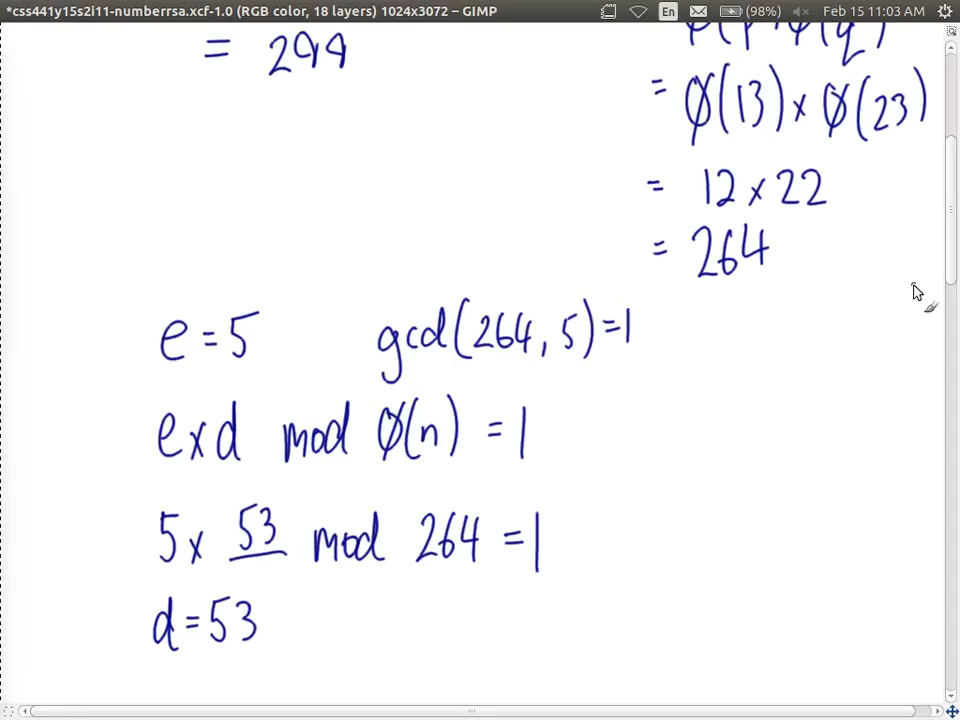 *css441y15s2i11-numberrsa.xcf-1.0 (RGB color, 18 layers) 1024x3072 – GIMP
En (98%) Feb 15 11:03 AM
= 299
= φ(13) x φ(23)
= 12 x 22
= 264
e = 5 gcd(264, 5) = 1
e x d mod φ(n) = 1
5 x 53 mod 264 = 1
d = 53